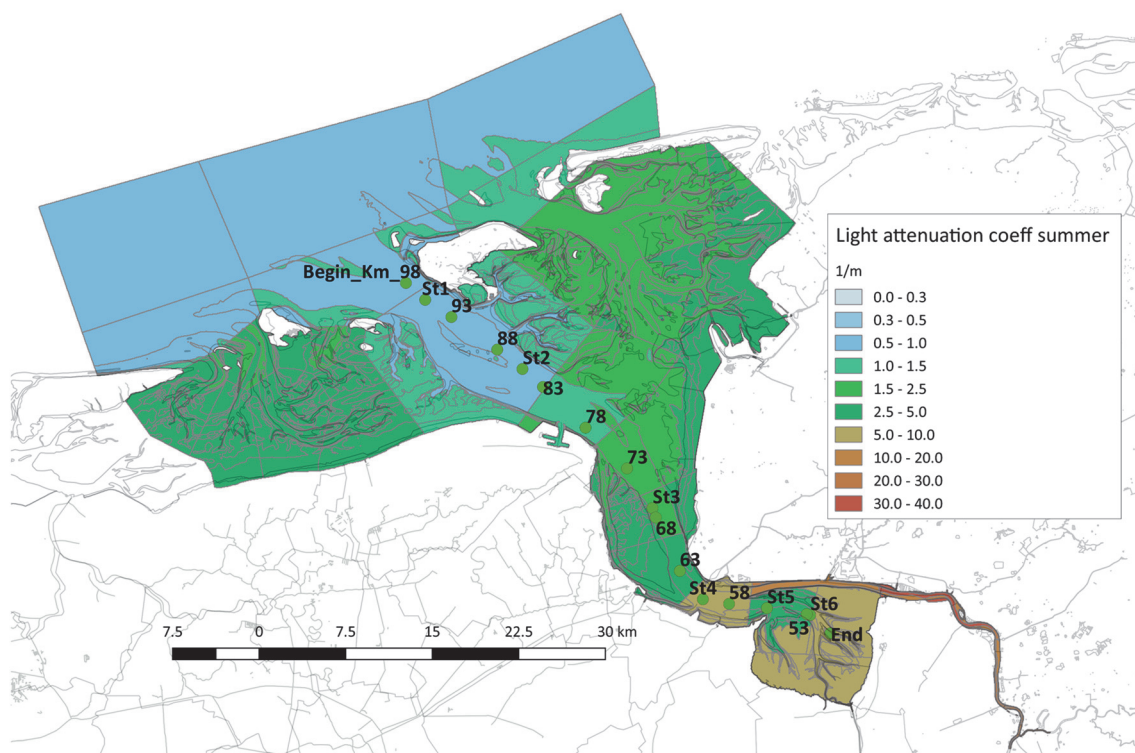 Begin_Km_98
St1
93
88
St2
83
78
73
St3
68
63
St4
58
St5
St6
53
End
7.5 0 7.5 15 22.5 30 km
Light attenuation coeff summer
1/m
0.0 - 0.3
0.3 - 0.5
0.5 - 1.0
1.0 - 1.5
1.5 - 2.5
2.5 - 5.0
5.0 - 10.0
10.0 - 20.0
20.0 - 30.0
30.0 - 40.0